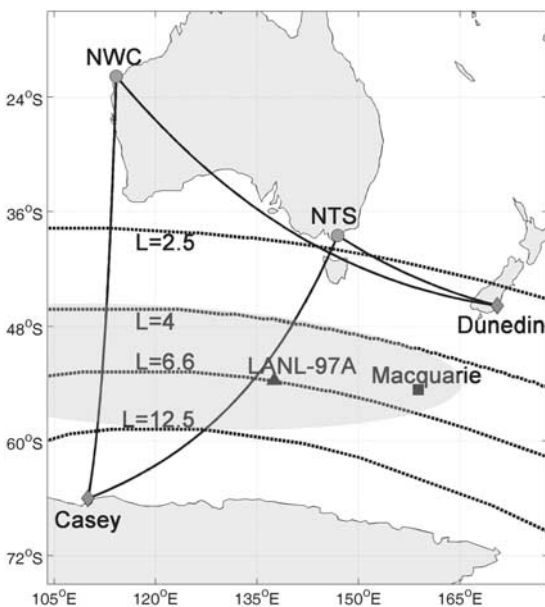 NWC
24°S
36°S
NTS
L=2.5
48°S
L=4
Dunedin
L=6.6
LANL-97A
Macquarie
L=12.5
60°S
Casey
72°S
105°E 120°E 135°E 150°E 165°E